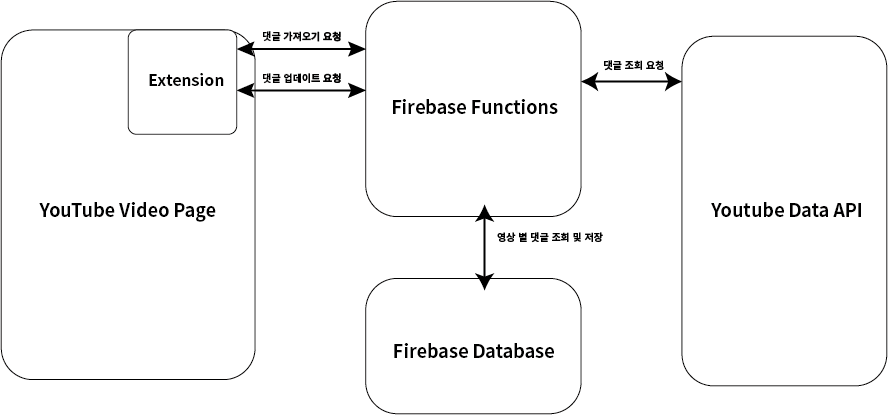 댓글 가져오기 요청
댓글 조회 요청
Extension
댓글 업데이트 요청
Firebase Functions
YouTube Video Page
Youtube Data API
영상 별 댓글 조회 및 저장
Firebase Database